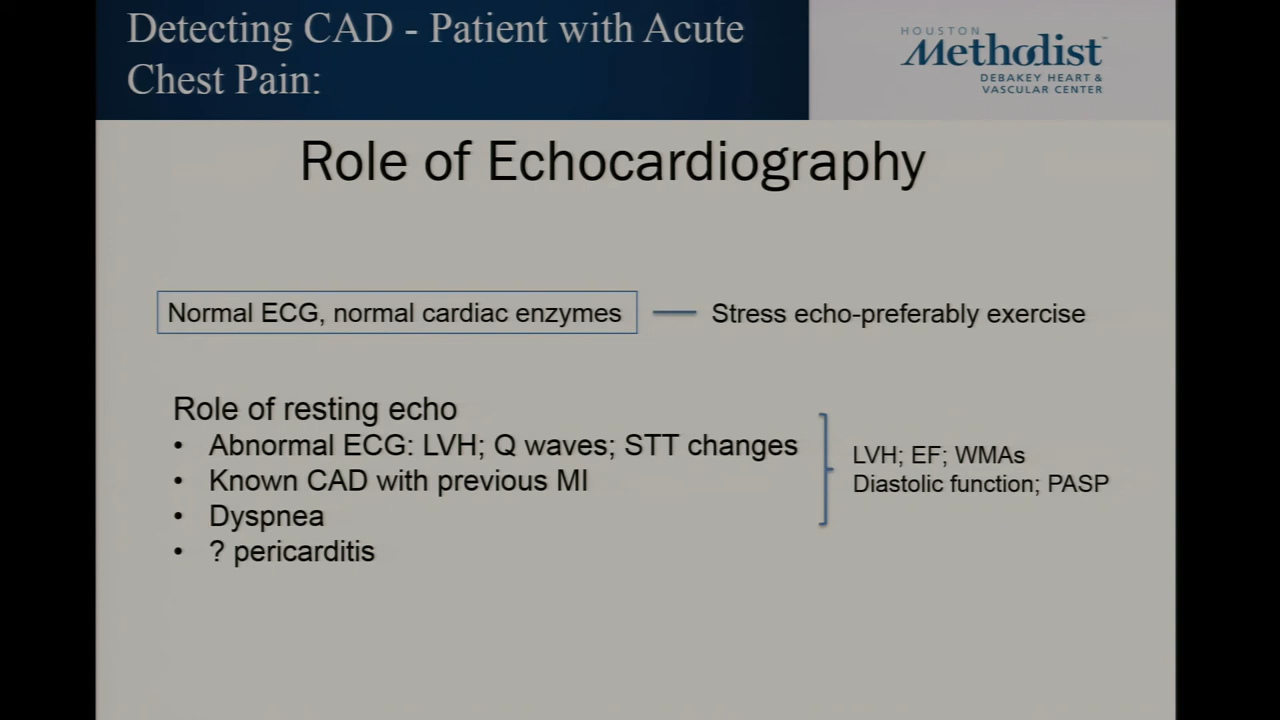 Detecting CAD - Patient with Acute
Chest Pain:
HOUSTON
Methodist™
DEBAKEY HEART &
VASCULAR CENTER
Role of Echocardiography
Normal ECG, normal cardiac enzymes
Stress echo-preferably exercise
Role of resting echo
• Abnormal ECG: LVH; Q waves; STT changes
• Known CAD with previous MI
• Dyspnea
• ? pericarditis
LVH; EF; WMAs
Diastolic function; PASP